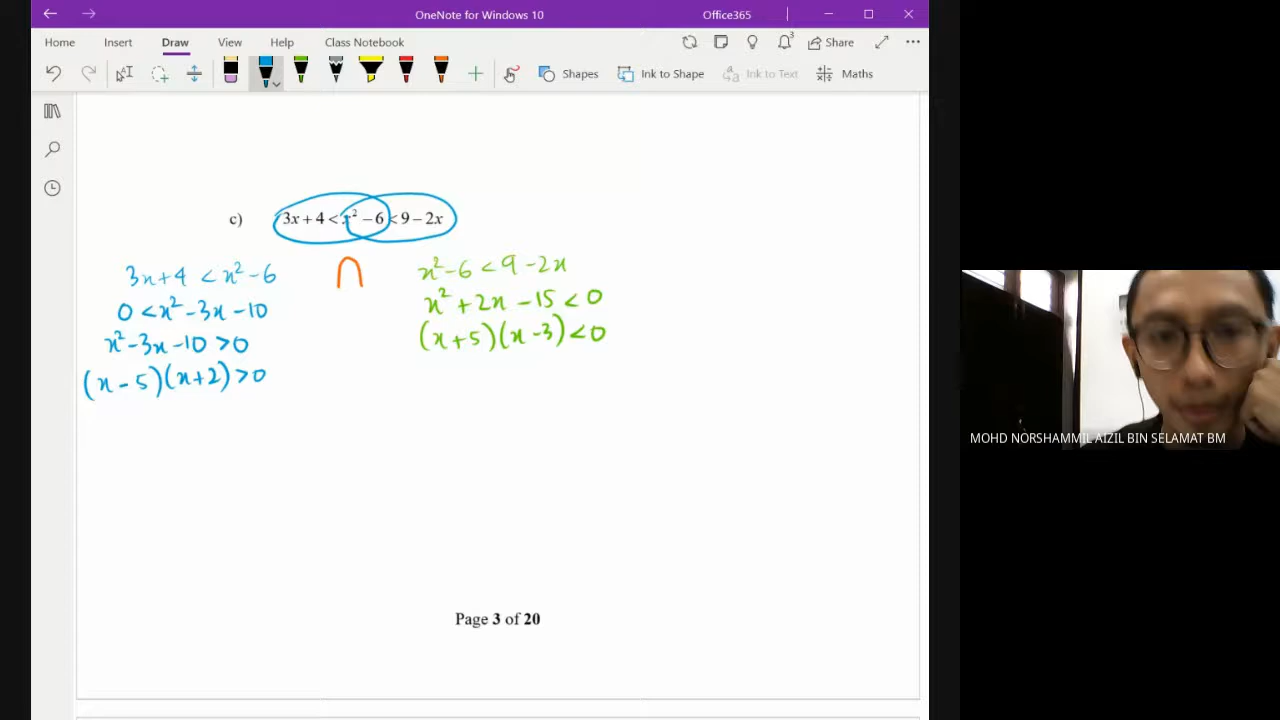 OneNote for Windows 10
Office365
Home Insert Draw View Help Class Notebook
3
Share
Shapes Ink to Shape Ink to Text Maths
c) 3x + 4 < x² − 6 < 9 − 2x
3x+4 < x²−6
0 < x²−3x−10
x²−3x−10 > 0
(x−5)(x+2) > 0
∩
x²−6 < 9−2x
x²+2x−15 < 0
(x+5)(x−3) < 0
Page 3 of 20
MOHD NORSHAMMIL AIZIL BIN SELAMAT BM